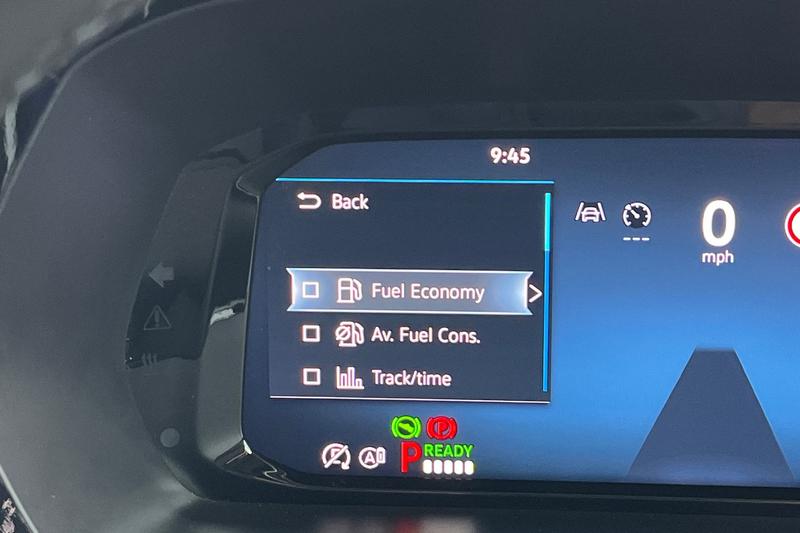 9:45
Back
0
mph
---
Fuel Economy
Av. Fuel Cons.
Track/time
A
P READY